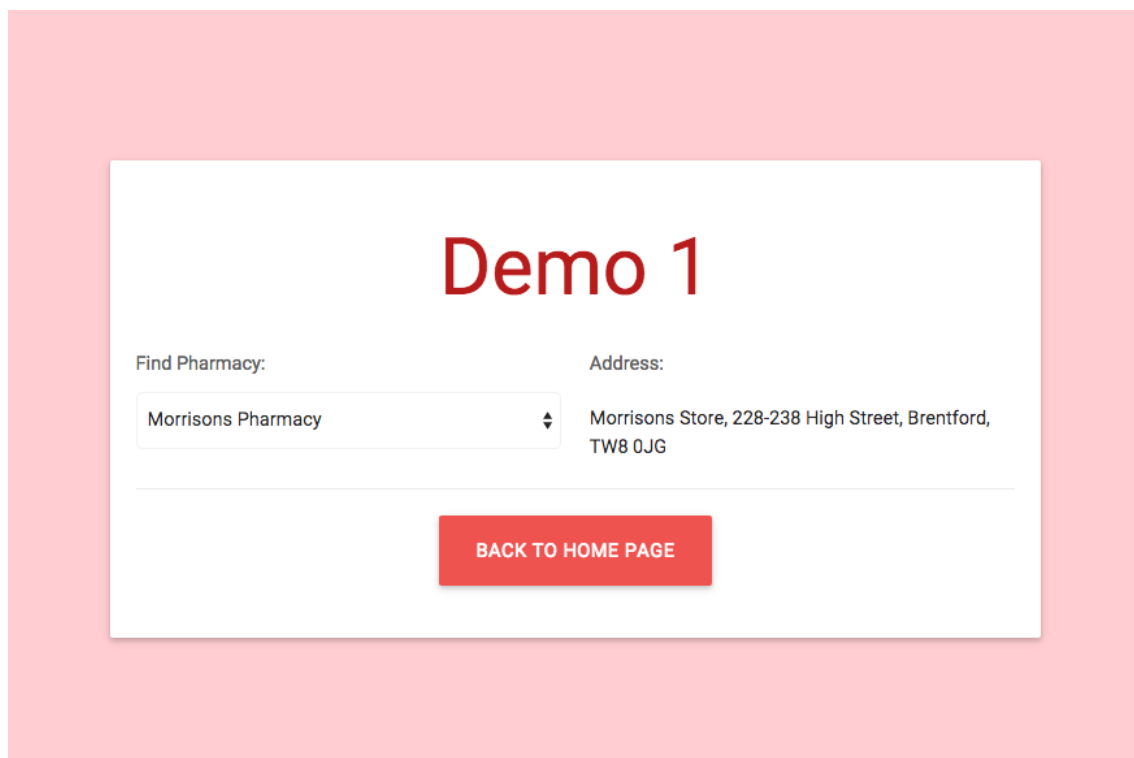 Demo 1
Find Pharmacy:
Morrisons Pharmacy
Address:
Morrisons Store, 228-238 High Street, Brentford,
TW8 0JG
BACK TO HOME PAGE